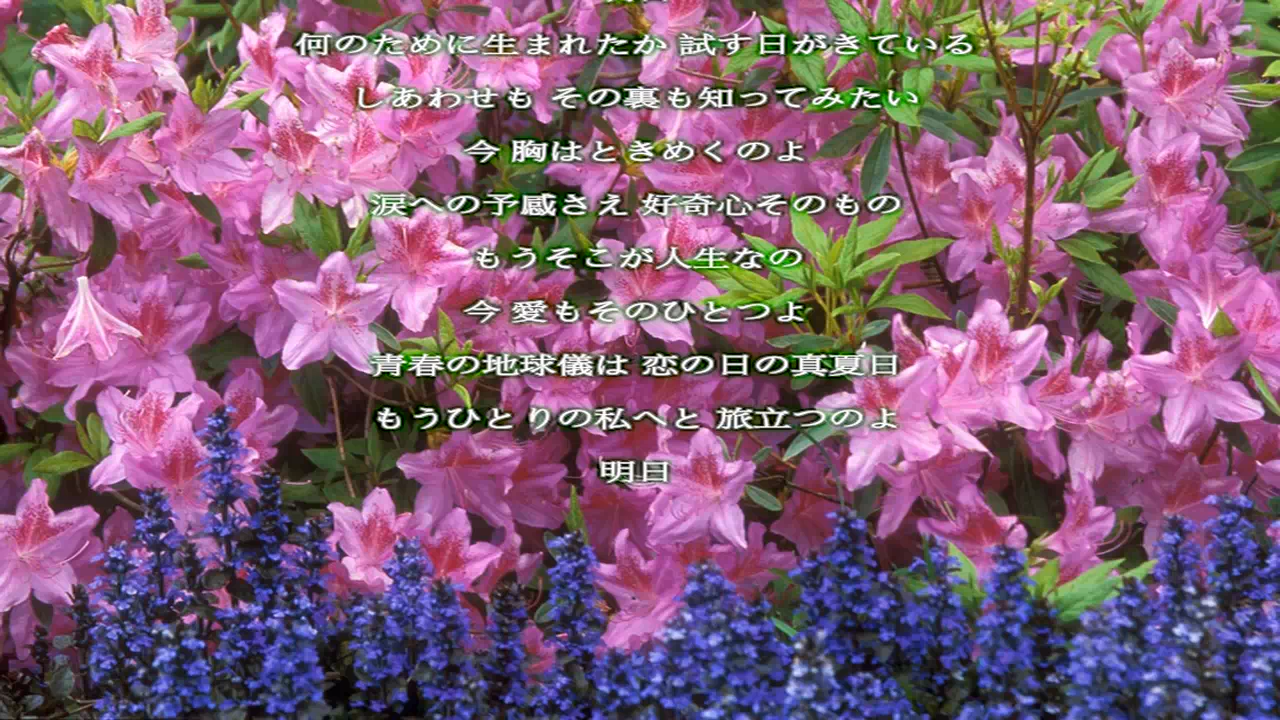 何のために生まれたか 試す日がきている
しあわせも その裏も知ってみたい
今 胸はときめくのよ
涙への予感さえ 好奇心そのもの
もうそこが人生なの
今 愛もそのひとつよ
青春の地球儀は 恋の日の真夏日
もうひとりの私へと 旅立つのよ
明日